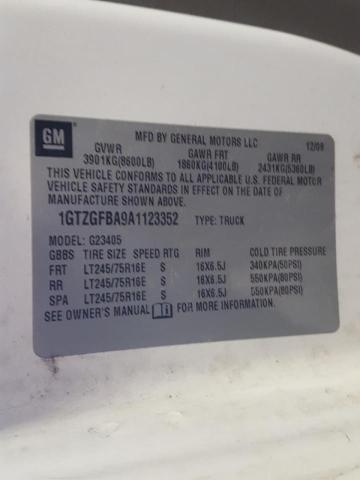 GM
MFD BY GENERAL MOTORS LLC 12/09
GVWR GAWR FRT GAWR RR
3901KG(8600LB) 1860KG(4100LB) 2431KG(5360LB)
THIS VEHICLE CONFORMS TO ALL APPLICABLE U.S. FEDERAL MOTOR
VEHICLE SAFETY STANDARDS IN EFFECT ON THE DATE OF
MANUFACTURE SHOWN ABOVE.
1GTZGFBA9A1123352 TYPE: TRUCK
MODEL: G23405
GBBS TIRE SIZE SPEED RTG RIM COLD TIRE PRESSURE
FRT LT245/75R16E S 16X6.5J 340KPA(50PSI)
RR LT245/75R16E S 16X6.5J 550KPA(80PSI)
SPA LT245/75R16E S 16X6.5J 550KPA(80PSI)
SEE OWNER'S MANUAL FOR MORE INFORMATION.